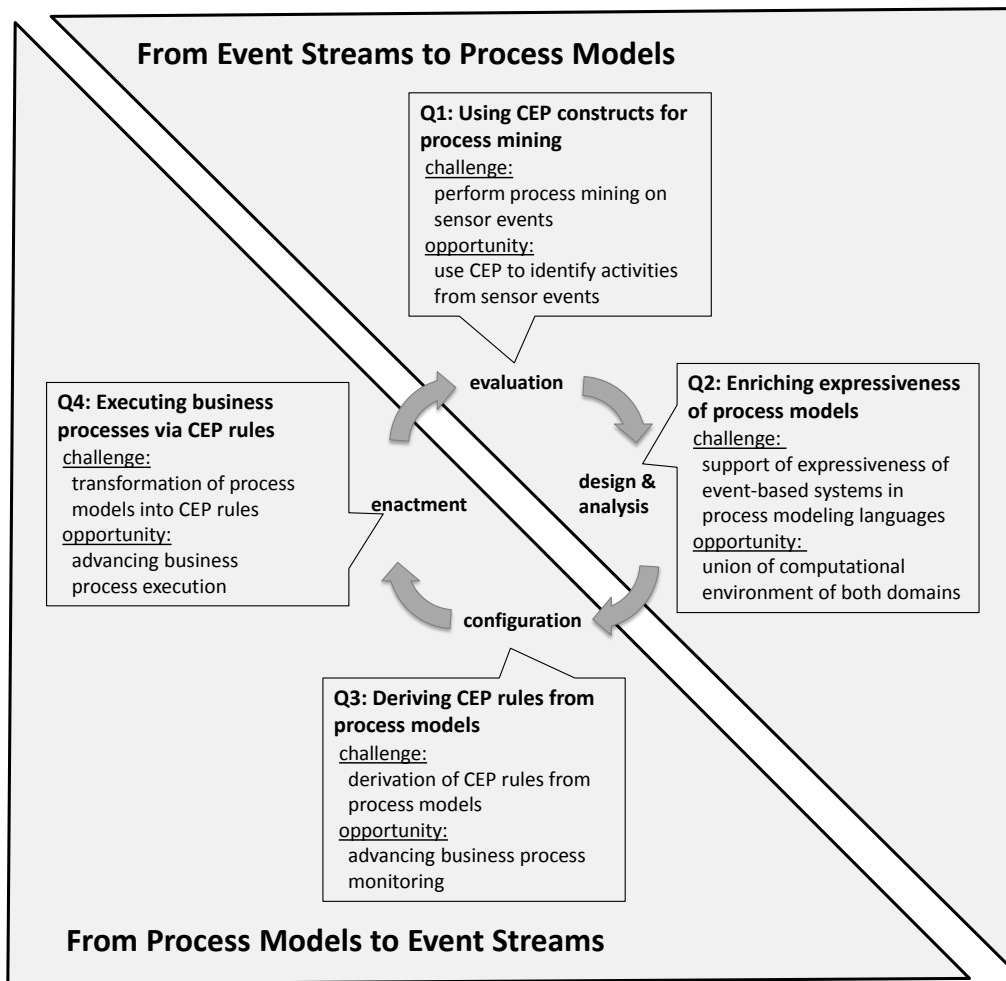 From Event Streams to Process Models
Q1: Using CEP constructs for
process mining
challenge:
perform process mining on
sensor events
opportunity:
use CEP to identify activities
from sensor events
evaluation
Q2: Enriching expressiveness
of process models
challenge:
support of expressiveness of
event-based systems in
process modeling languages
opportunity:
union of computational
environment of both domains
design &
analysis
Q4: Executing business
processes via CEP rules
challenge:
transformation of process
models into CEP rules
opportunity:
advancing business
process execution
enactment
configuration
Q3: Deriving CEP rules from
process models
challenge:
derivation of CEP rules from
process models
opportunity:
advancing business process
monitoring
From Process Models to Event Streams